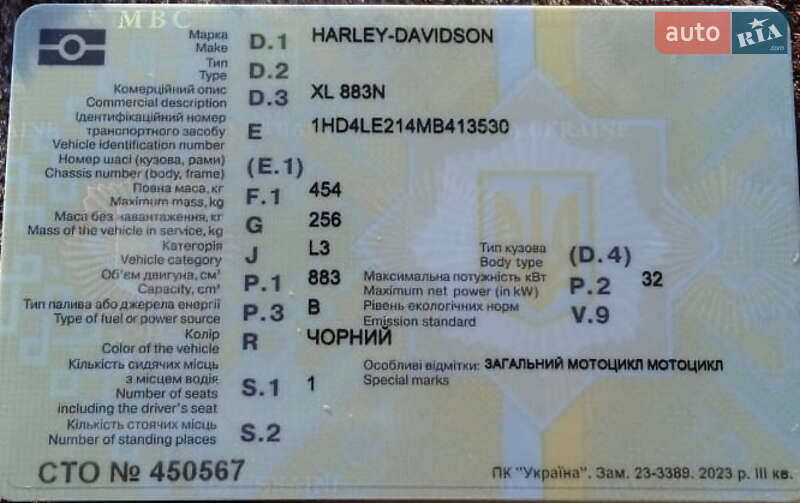 МВС
auto RIA.com
Марка
Make D.1 HARLEY-DAVIDSON
Тип
Type D.2
Комерційний опис
Commercial description D.3 XL 883N
Ідентифікаційний номер
транспортного засобу
Vehicle identification number E 1HD4LE214MB413530
Номер шасі (кузова, рами)
Chassis number (body, frame) (E.1)
Повна маса, кг
Maximum mass, kg F.1 454
Маса без навантаження, кг
Mass of the vehicle in service, kg G 256
Категорія
Vehicle category J L3
Тип кузова
Body type (D.4)
Об'єм двигуна, см³
Capacity, cm³ P.1 883
Максимальна потужність кВт
Maximum net power (in kW) P.2 32
Тип палива або джерела енергії
Type of fuel or power source P.3 B
Рівень екологічних норм
Emission standard V.9
Колір
Color of the vehicle R ЧОРНИЙ
Особливі відмітки: ЗАГАЛЬНИЙ МОТОЦИКЛ МОТОЦИКЛ
Special marks
Кількість сидячих місць
з місцем водія
Number of seats S.1 1
including the driver's seat
Кількість стоячих місць
Number of standing places S.2
СТО № 450567
ПК "Україна". Зам. 23-3389. 2023 р. III кв.